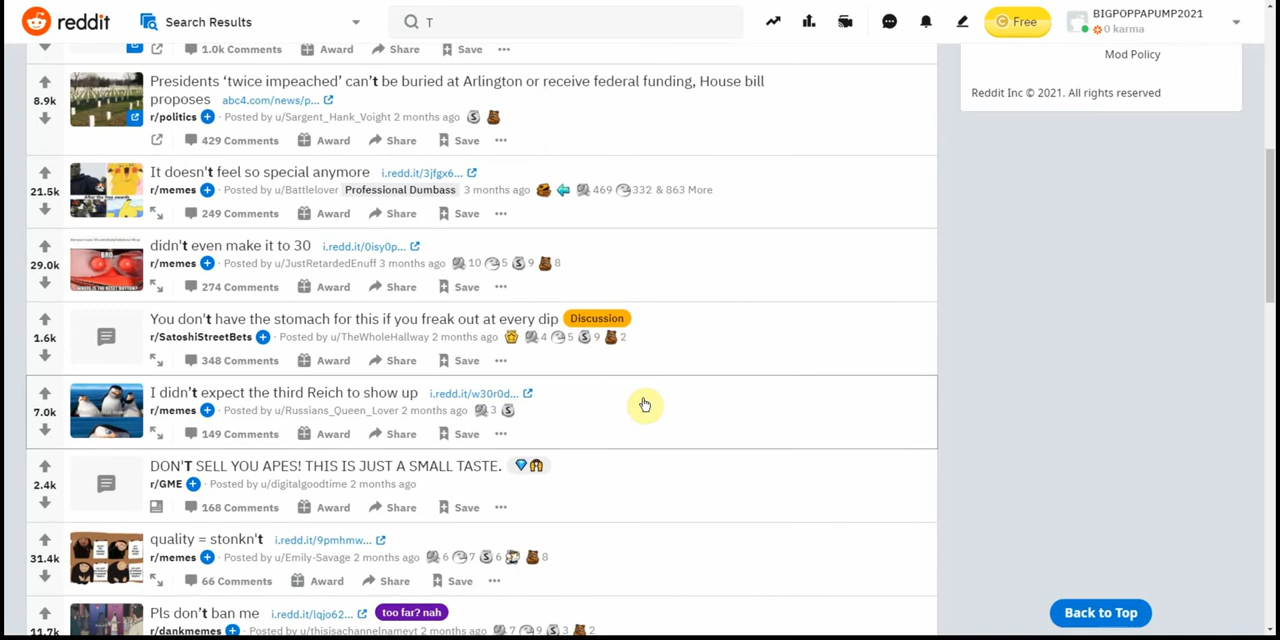 reddit
Search Results
T
Free
BIGPOPPAPUMP2021
0 karma
1.0k Comments Award Share Save
Mod Policy
Reddit Inc © 2021. All rights reserved
8.9k
Presidents ‘twice impeached’ can’t be buried at Arlington or receive federal funding, House bill
proposes abc4.com/news/p...
r/politics • Posted by u/Sargent_Hank_Voight 2 months ago
429 Comments Award Share Save
21.5k
It doesn't feel so special anymore i.redd.it/3jfgx6...
r/memes • Posted by u/Battlelover Professional Dumbass 3 months ago 469 332 & 863 More
249 Comments Award Share Save
29.0k
didn't even make it to 30 i.redd.it/0isy0p...
r/memes • Posted by u/JustRetardedEnuff 3 months ago 10 5 9 8
274 Comments Award Share Save
1.6k
You don't have the stomach for this if you freak out at every dip Discussion
r/SatoshiStreetBets • Posted by u/TheWholeHallway 2 months ago 4 5 9 2
348 Comments Award Share Save
7.0k
I didn’t expect the third Reich to show up i.redd.it/w30r0d...
r/memes • Posted by u/Russians_Queen_Lover 2 months ago 3
149 Comments Award Share Save
2.4k
DON'T SELL YOU APES! THIS IS JUST A SMALL TASTE.
r/GME • Posted by u/digitalgoodtime 2 months ago
168 Comments Award Share Save
31.4k
quality = stonkn't i.redd.it/9pmhmw...
r/memes • Posted by u/Emily-Savage 2 months ago 6 7 6 8
66 Comments Award Share Save
11.7k
Pls don’t ban me i.redd.it/lqjo62... too far? nah
r/dankmemes • Posted by u/thisisachannelnameyt 2 months ago 7 9 3 2
Back to Top